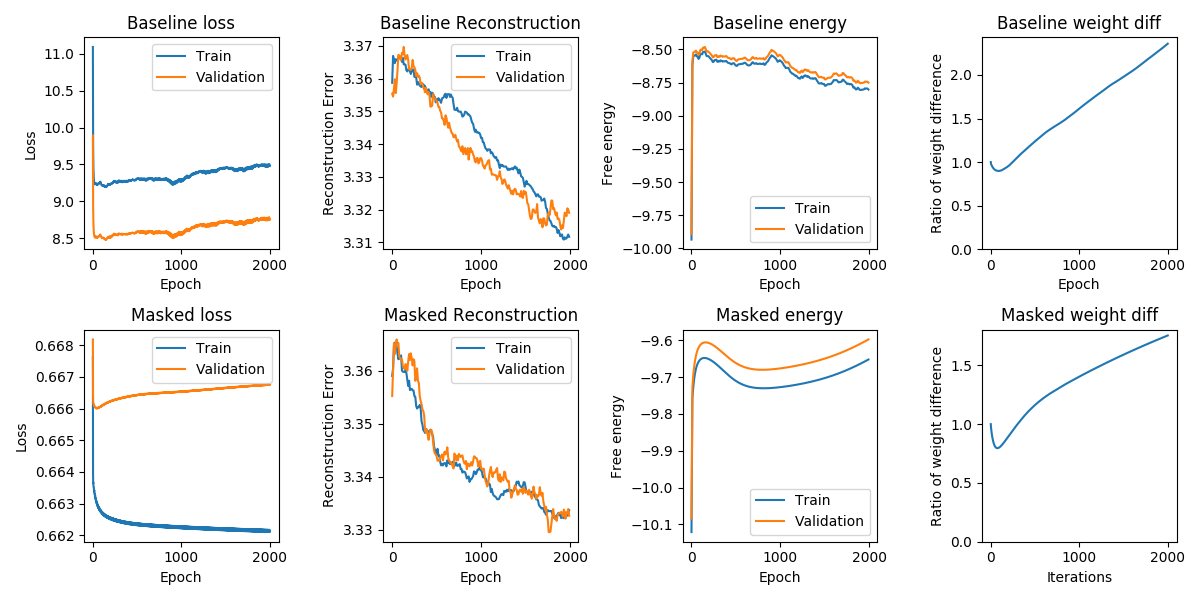 Baseline loss
Loss
11.0
10.5
10.0
9.5
9.0
8.5
Train
Validation
0
1000
2000
Epoch
Baseline Reconstruction
Reconstruction Error
3.37
3.36
3.35
3.34
3.33
3.32
3.31
Train
Validation
0
1000
2000
Epoch
Baseline energy
Free energy
−8.50
−8.75
−9.00
−9.25
−9.50
−9.75
−10.00
Train
Validation
0
1000
2000
Epoch
Baseline weight diff
Ratio of weight difference
2.0
1.5
1.0
0.5
0.0
0
1000
2000
Epoch
Masked loss
Loss
0.668
0.667
0.666
0.665
0.664
0.663
0.662
Train
Validation
0
1000
2000
Epoch
Masked Reconstruction
Reconstruction Error
3.36
3.35
3.34
3.33
Train
Validation
0
1000
2000
Epoch
Masked energy
Free energy
−9.6
−9.7
−9.8
−9.9
−10.0
−10.1
Train
Validation
0
1000
2000
Epoch
Masked weight diff
Ratio of weight difference
1.5
1.0
0.5
0.0
0
1000
2000
Iterations